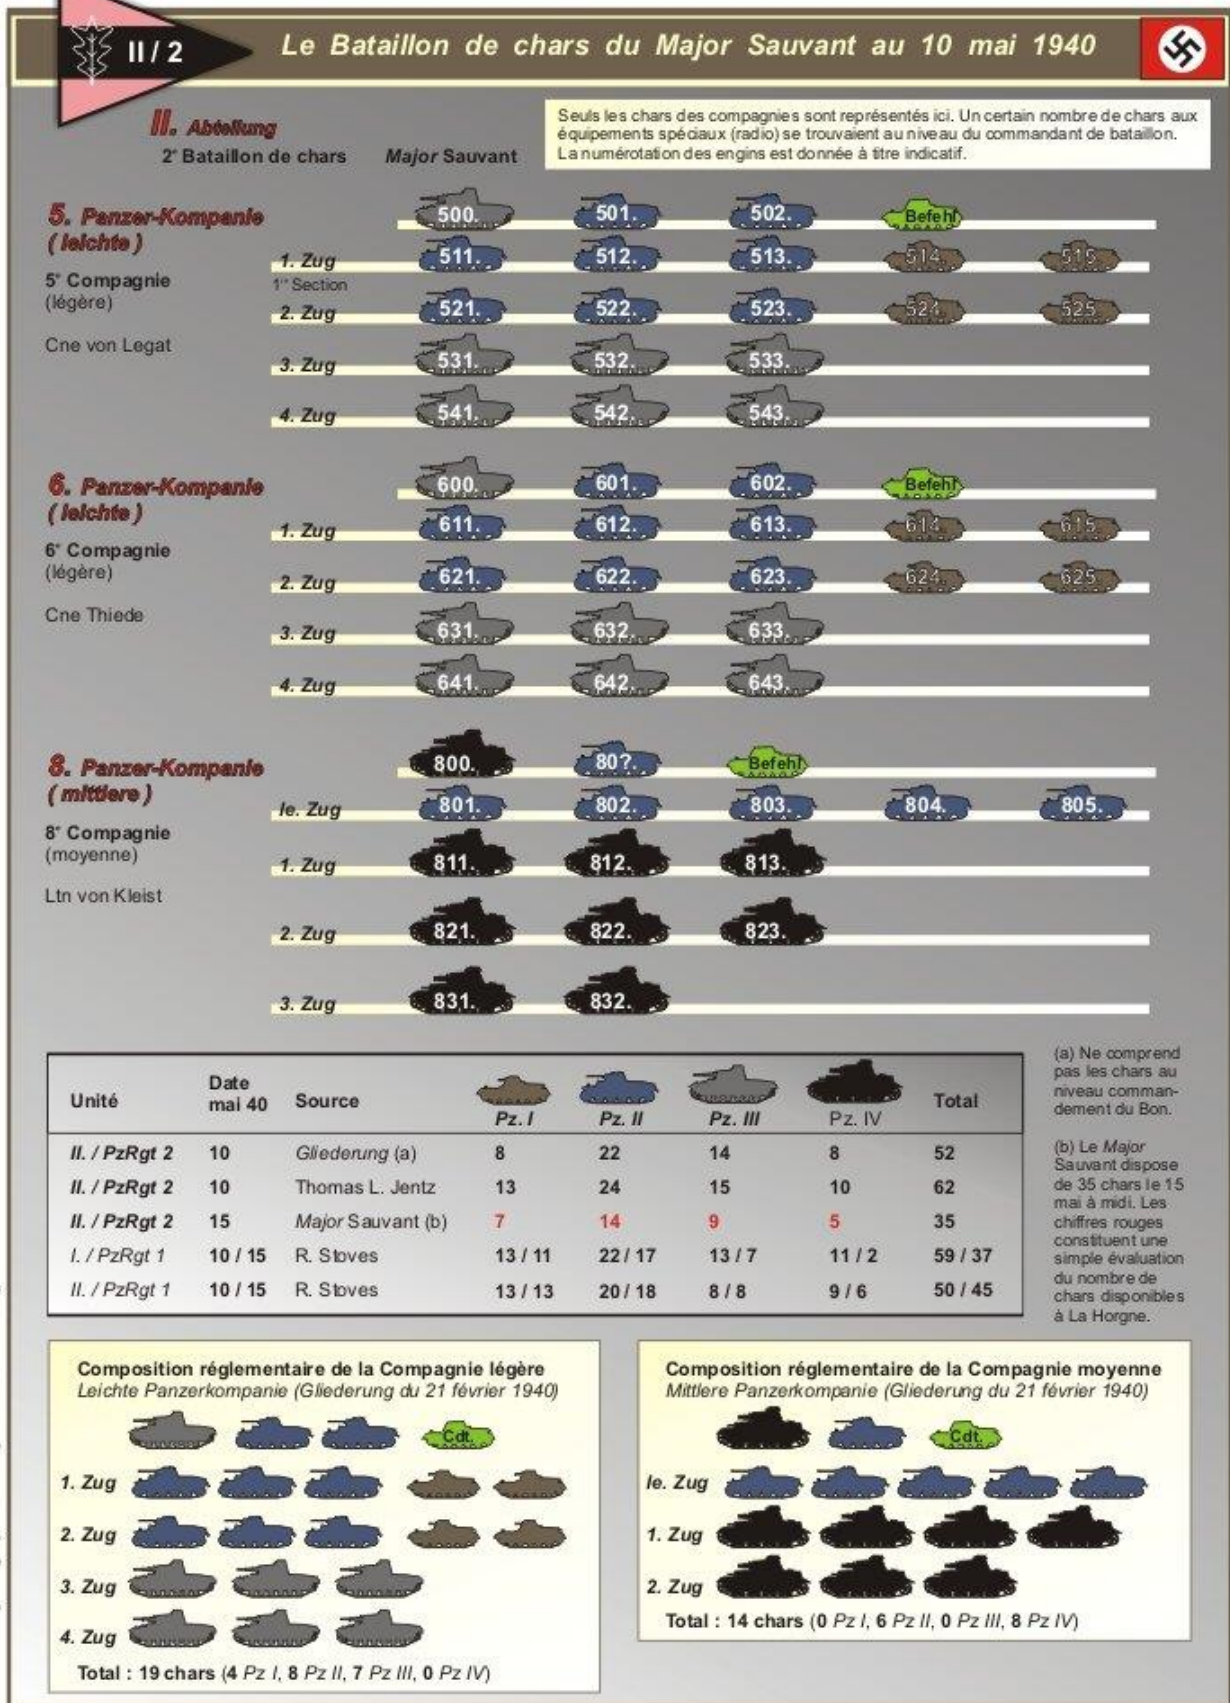 II / 2
Le Bataillon de chars du Major Sauvant au 10 mai 1940
II. Abteilung
2e Bataillon de chars Major Sauvant
Seuls les chars des compagnies sont représentés ici. Un certain nombre de chars aux
équipements spéciaux (radio) se trouvaient au niveau du commandant de bataillon.
La numérotation des engins est donnée à titre indicatif.
5. Panzer-Kompanie
(leichte)
5e Compagnie
(légère)
Cne von Legat
500. 501. 502. Befehl
1. Zug 511. 512. 513. 514. 515.
1re Section
2. Zug 521. 522. 523. 524. 525.
3. Zug 531. 532. 533.
4. Zug 541. 542. 543.
6. Panzer-Kompanie
(leichte)
6e Compagnie
(légère)
Cne Thiede
600. 601. 602. Befehl
1. Zug 611. 612. 613. 614. 615.
2. Zug 621. 622. 623. 624. 625.
3. Zug 631. 632. 633.
4. Zug 641. 642. 643.
8. Panzer-Kompanie
(mittlere)
8e Compagnie
(moyenne)
Ltn von Kleist
800. 80?. Befehl
le. Zug 801. 802. 803. 804. 805.
1. Zug 811. 812. 813.
2. Zug 821. 822. 823.
3. Zug 831. 832.
Unité Date mai 40 Source Pz. I Pz. II Pz. III Pz. IV Total
II. / PzRgt 2 10 Gliederung (a) 8 22 14 8 52
II. / PzRgt 2 10 Thomas L. Jentz 13 24 15 10 62
II. / PzRgt 2 15 Major Sauvant (b) 7 14 9 5 35
I. / PzRgt 1 10 / 15 R. Stoves 13 / 11 22 / 17 13 / 7 11 / 2 59 / 37
II. / PzRgt 1 10 / 15 R. Stoves 13 / 13 20 / 18 8 / 8 9 / 6 50 / 45
(a) Ne comprend
pas les chars au
niveau comman-
dement du Bon.
(b) Le Major
Sauvant dispose
de 35 chars le 15
mai à midi. Les
chiffres rouges
constituent une
simple évaluation
du nombre de
chars disponibles
à La Horgne.
Composition réglementaire de la Compagnie légère
Leichte Panzerkompanie (Gliederung du 21 février 1940)
Cdt.
1. Zug
2. Zug
3. Zug
4. Zug
Total : 19 chars (4 Pz I, 8 Pz II, 7 Pz III, 0 Pz IV)
Composition réglementaire de la Compagnie moyenne
Mittlere Panzerkompanie (Gliederung du 21 février 1940)
Cdt.
le. Zug
1. Zug
2. Zug
Total : 14 chars (0 Pz I, 6 Pz II, 0 Pz III, 8 Pz IV)